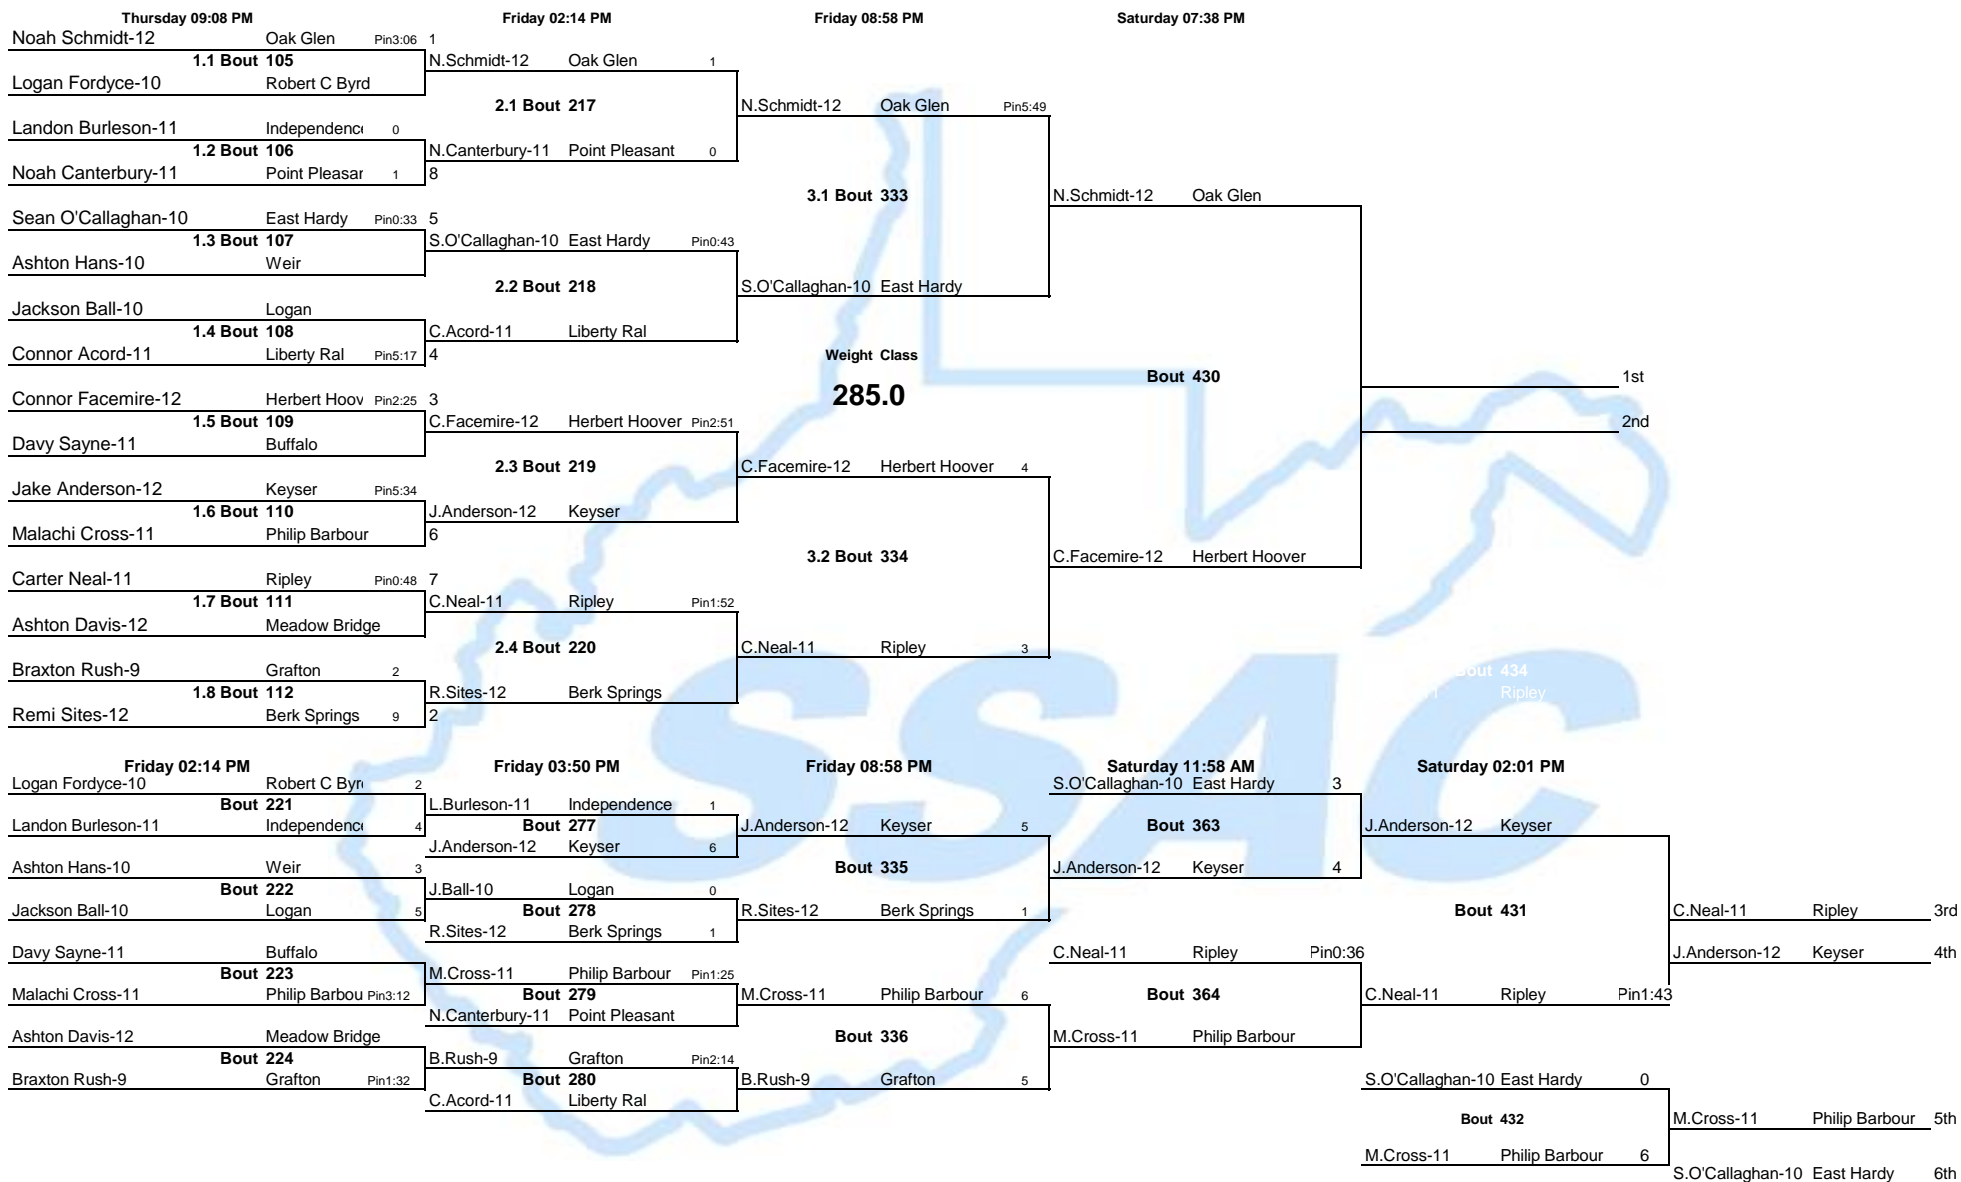 Thursday 09:08 PM Friday 02:14 PM Friday 08:58 PM Saturday 07:38 PM
Noah Schmidt-12 Oak Glen Pin3:06 1
1.1 Bout 105 N.Schmidt-12 Oak Glen 1
Logan Fordyce-10 Robert C Byrd
2.1 Bout 217 N.Schmidt-12 Oak Glen Pin5:49
Landon Burleson-11 Independenc 0
1.2 Bout 106 N.Canterbury-11 Point Pleasant 0
Noah Canterbury-11 Point Pleasar 1 8
3.1 Bout 333 N.Schmidt-12 Oak Glen
Sean O'Callaghan-10 East Hardy Pin0:33 5
1.3 Bout 107 S.O'Callaghan-10 East Hardy Pin0:43
Ashton Hans-10 Weir
2.2 Bout 218 S.O'Callaghan-10 East Hardy
Jackson Ball-10 Logan
1.4 Bout 108 C.Acord-11 Liberty Ral
Connor Acord-11 Liberty Ral Pin5:17 4 Weight Class
Bout 430 1st
Connor Facemire-12 Herbert Hoov Pin2:25 3 285.0
1.5 Bout 109 C.Facemire-12 Herbert Hoover Pin2:51 2nd
Davy Sayne-11 Buffalo
2.3 Bout 219 C.Facemire-12 Herbert Hoover 4
Jake Anderson-12 Keyser Pin5:34
1.6 Bout 110 J.Anderson-12 Keyser
Malachi Cross-11 Philip Barbour 6
3.2 Bout 334 C.Facemire-12 Herbert Hoover
Carter Neal-11 Ripley Pin0:48 7
1.7 Bout 111 C.Neal-11 Ripley Pin1:52
Ashton Davis-12 Meadow Bridge
2.4 Bout 220 C.Neal-11 Ripley 3
Braxton Rush-9 Grafton 2 Bout 434
1.8 Bout 112 R.Sites-12 Berk Springs Ripley
Remi Sites-12 Berk Springs 9 2
SSAC
Friday 02:14 PM Friday 03:50 PM Friday 08:58 PM Saturday 11:58 AM Saturday 02:01 PM
Logan Fordyce-10 Robert C Byr 2 S.O'Callaghan-10 East Hardy 3
Bout 221 L.Burleson-11 Independence 1
Landon Burleson-11 Independenc 4 Bout 277 J.Anderson-12 Keyser 5 Bout 363 J.Anderson-12 Keyser
J.Anderson-12 Keyser 6
Ashton Hans-10 Weir 3 Bout 335 J.Anderson-12 Keyser 4
Bout 222 J.Ball-10 Logan 0
Jackson Ball-10 Logan 5 Bout 278 R.Sites-12 Berk Springs 1 Bout 431 C.Neal-11 Ripley 3rd
R.Sites-12 Berk Springs 1
Davy Sayne-11 Buffalo C.Neal-11 Ripley Pin0:36 J.Anderson-12 Keyser 4th
Bout 223 M.Cross-11 Philip Barbour Pin1:25
Malachi Cross-11 Philip Barbou Pin3:12 Bout 279 M.Cross-11 Philip Barbour 6 Bout 364 C.Neal-11 Ripley Pin1:43
N.Canterbury-11 Point Pleasant
Ashton Davis-12 Meadow Bridge Bout 336 M.Cross-11 Philip Barbour
Bout 224 B.Rush-9 Grafton Pin2:14
Braxton Rush-9 Grafton Pin1:32 Bout 280 B.Rush-9 Grafton 5 S.O'Callaghan-10 East Hardy 0
C.Acord-11 Liberty Ral
Bout 432 M.Cross-11 Philip Barbour 5th
M.Cross-11 Philip Barbour 6
S.O'Callaghan-10 East Hardy 6th